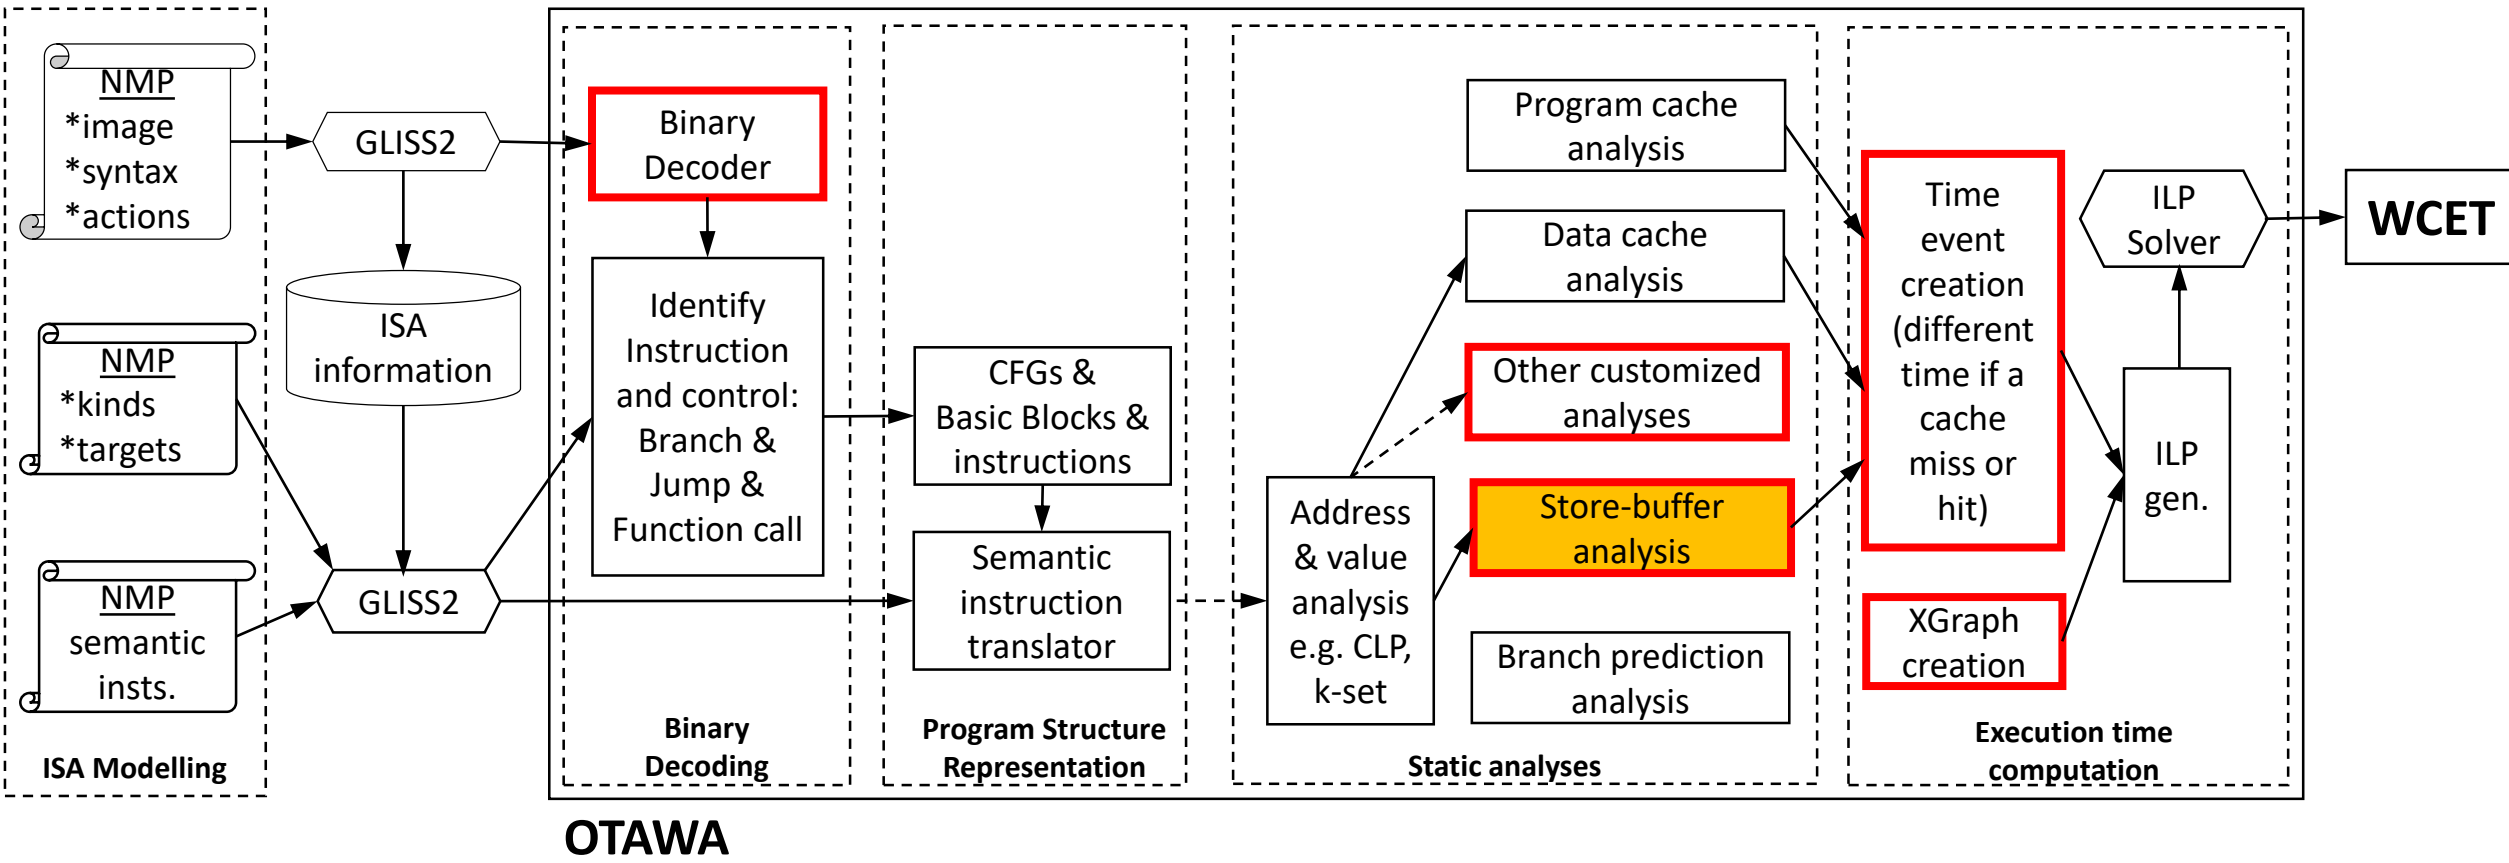 NMP
*image
*syntax
*actions
NMP
*kinds
*targets
NMP
semantic
insts.
ISA Modelling
GLISS2
ISA
information
GLISS2
Binary
Decoder
Identify
Instruction
and control:
Branch &
Jump &
Function call
Binary
Decoding
CFGs &
Basic Blocks &
instructions
Semantic
instruction
translator
Program Structure
Representation
Address
& value
analysis
e.g. CLP,
k-set
Program cache
analysis
Data cache
analysis
Other customized
analyses
Store-buffer
analysis
Branch prediction
analysis
Static analyses
Time
event
creation
(different
time if a
cache
miss or
hit)
XGraph
creation
ILP
Solver
ILP
gen.
Execution time
computation
WCET
OTAWA